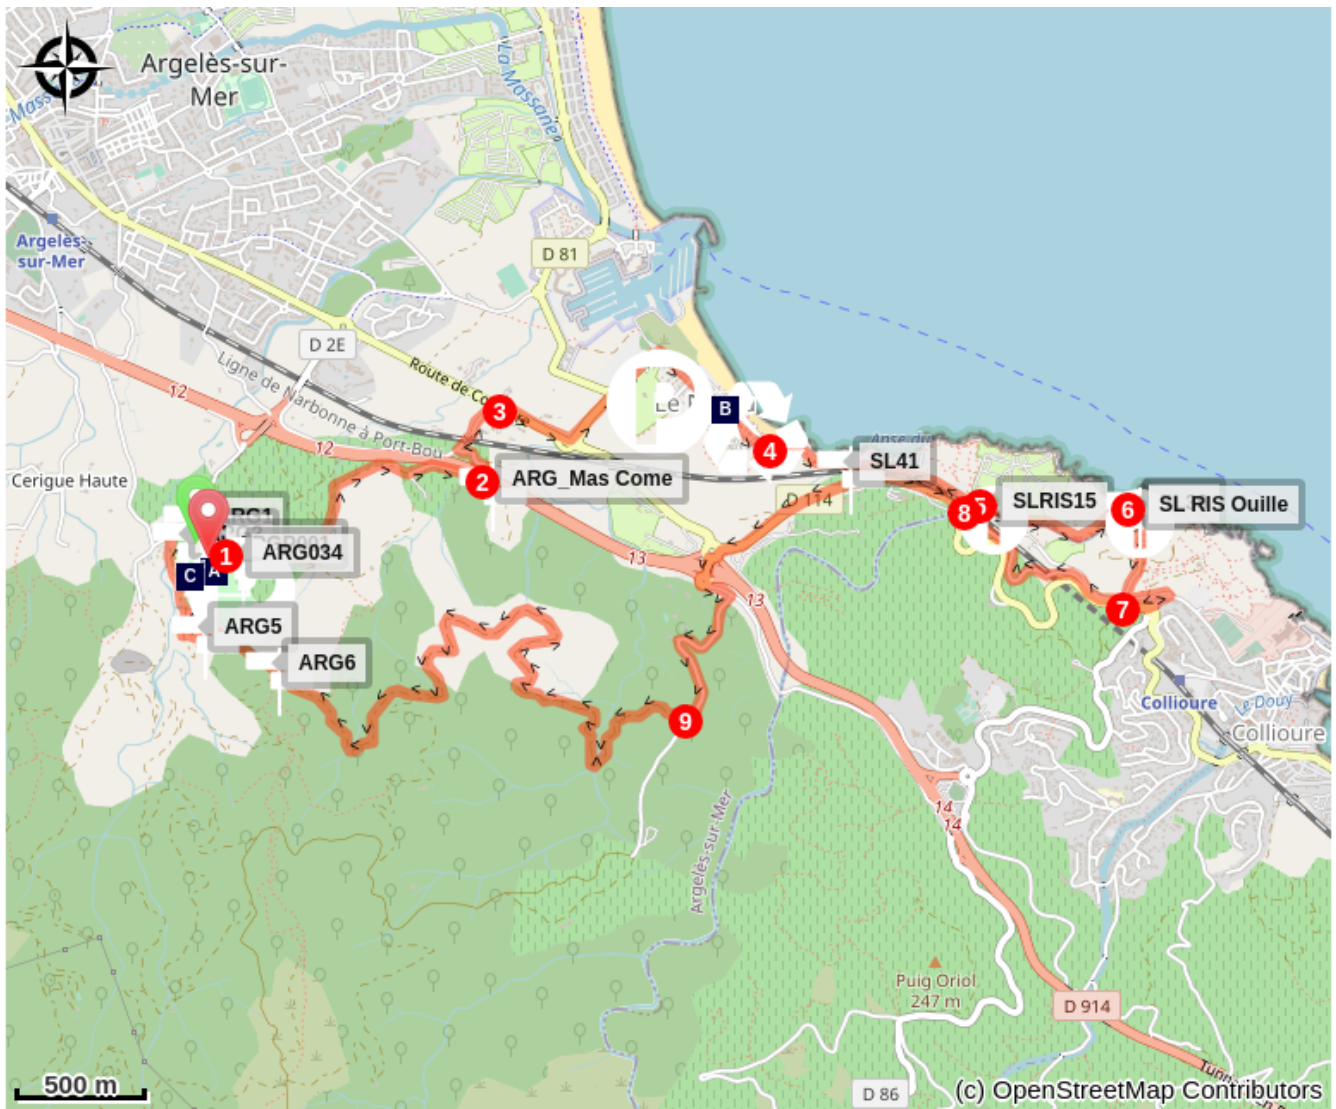 Argelès-sur-
Mer
La Massane
D 81
Argelès-
sur-Mer
D 2E
Route de Co
Ligne de Narbonne à Port-Bou
12
12
3
P
B
4
SL41
Cerigue Haute
2
ARG_Mas Come
D 114
8
SLRIS15
6
SL RIS Ouille
1
ARG034
C
A
13
13
7
ARG5
ARG6
9
Collioure
Le Douy
Collioure
14
14
Argelès-sur-Mer
Puig Oriol
247 m
D 914
500 m
D 86
(c) OpenStreetMap Contributors